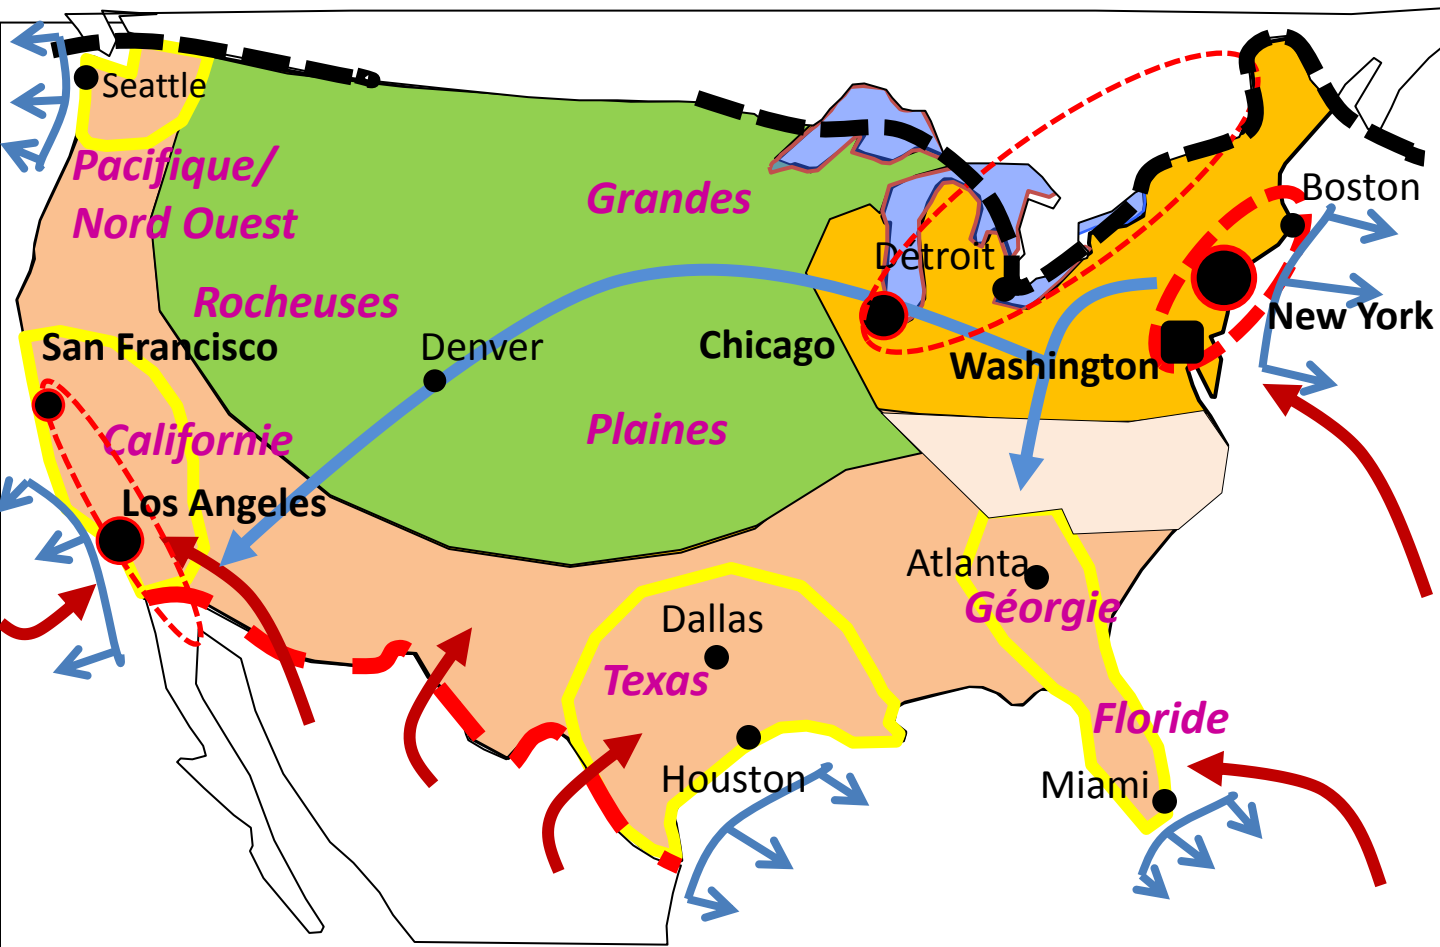 Seattle
Pacifique/
Nord Ouest
Grandes
Boston
Détroit
Rocheuses
New York
San Francisco
Denver
Chicago
Washington
Californie
Plaines
Los Angeles
Atlanta
Géorgie
Dallas
Texas
Floride
Houston
Miami